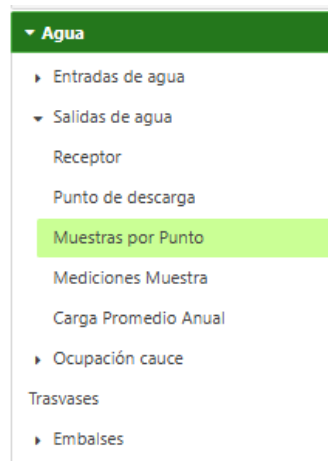 Agua
Entradas de agua
Salidas de agua
Receptor
Punto de descarga
Muestras por Punto
Mediciones Muestra
Carga Promedio Anual
Ocupación cauce
Trasvases
Embalses